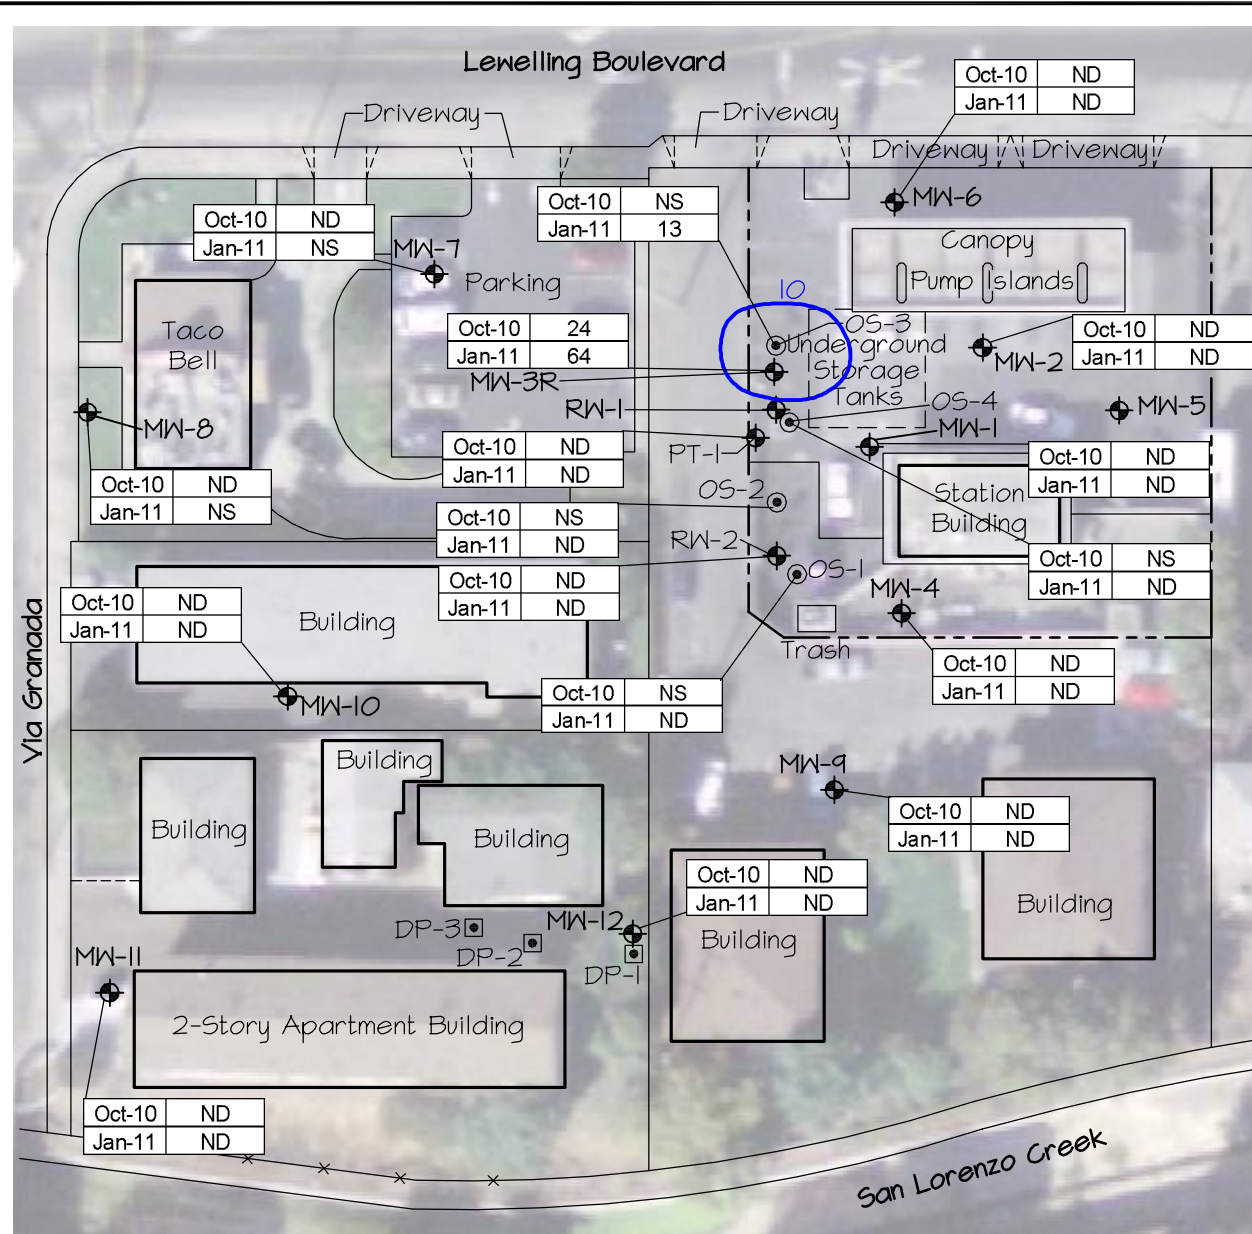 Lewelling Boulevard
Oct-10 ND
Jan-11 ND
Driveway
Driveway
Driveway
Driveway
MW-6
Oct-10 NS
Jan-11 13
Oct-10 ND
Jan-11 NS
MW-7
Parking
Canopy
Pump Islands
10
Taco
Bell
OS-3
Underground
Storage
Tanks
Oct-10 24
Jan-11 64
MW-3R
Oct-10 ND
Jan-11 ND
MW-2
RW-1
OS-4
MW-5
MW-8
MW-1
PT-1
Oct-10 ND
Jan-11 ND
Oct-10 ND
Jan-11 ND
Oct-10 ND
Jan-11 NS
OS-2
Station
Building
Oct-10 NS
Jan-11 ND
RW-2
Oct-10 NS
Jan-11 ND
Oct-10 ND
Jan-11 ND
OS-1
MW-4
Oct-10 ND
Jan-11 ND
Building
Trash
Oct-10 ND
Jan-11 ND
Via Granada
MW-10
Oct-10 NS
Jan-11 ND
Building
MW-9
Oct-10 ND
Jan-11 ND
Building
Building
Oct-10 ND
Jan-11 ND
Building
DP-3
DP-2
MW-12
DP-1
Building
MW-11
2-Story Apartment Building
Oct-10 ND
Jan-11 ND
San Lorenzo Creek